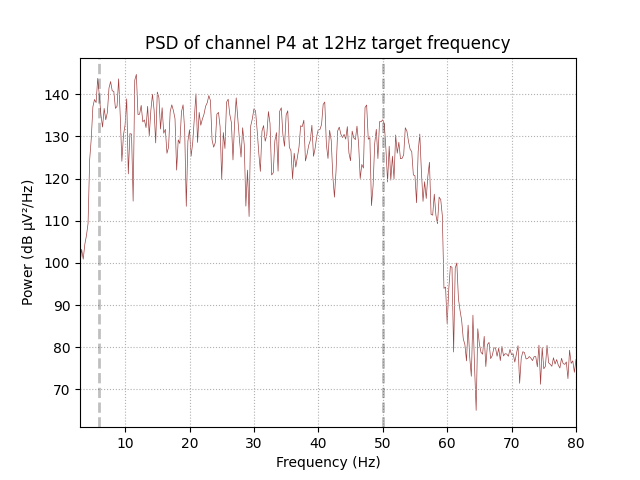 PSD of channel P4 at 12Hz target frequency
Power (dB µV²/Hz)
140
130
120
110
100
90
80
70
10 20 30 40 50 60 70 80
Frequency (Hz)